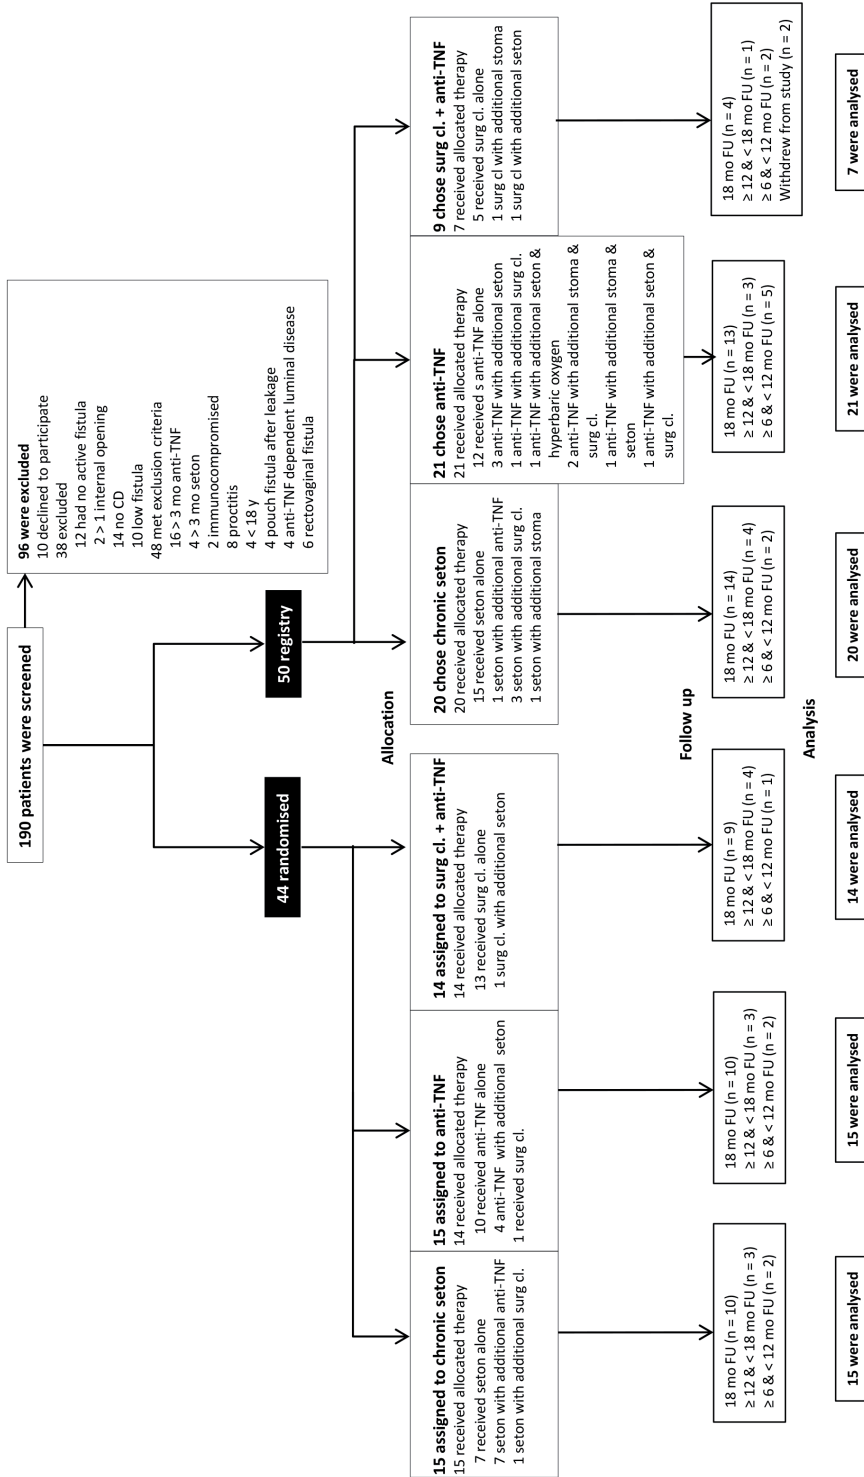 190 patients were screened
96 were excluded
10 declined to participate
38 excluded
12 had no active fistula
2 > 1 internal opening
14 no CD
10 low fistula
48 met exclusion criteria
16 > 3 mo anti-TNF
4 > 3 mo seton
2 immunocompromised
8 proctitis
4 < 18 y
4 pouch fistula after leakage
4 anti-TNF dependent luminal disease
6 rectovaginal fistula
44 randomised
50 registry
Allocation
15 assigned to chronic seton
15 received allocated therapy
7 received seton alone
7 seton with additional anti-TNF
1 seton with additional surg cl.
15 assigned to anti-TNF
14 received allocated therapy
10 received anti-TNF alone
4 anti-TNF with additional seton
1 received surg cl.
14 assigned to surg cl. + anti-TNF
14 received allocated therapy
13 received surg cl. alone
1 surg cl. with additional seton
20 chose chronic seton
20 received allocated therapy
15 received seton alone
1 seton with additional anti-TNF
3 seton with additional surg cl.
1 seton with additional stoma
21 chose anti-TNF
21 received allocated therapy
12 received s anti-TNF alone
3 anti-TNF with additional seton
1 anti-TNF with additional surg cl.
1 anti-TNF with additional seton &
hyperbaric oxygen
2 anti-TNF with additional stoma &
surg cl.
1 anti-TNF with additional stoma &
seton
1 anti-TNF with additional seton &
surg cl.
9 chose surg cl. + anti-TNF
7 received allocated therapy
5 received surg cl. alone
1 surg cl with additional stoma
1 surg cl with additional seton
Follow up
18 mo FU (n = 10)
≥ 12 & < 18 mo FU (n = 3)
≥ 6 & < 12 mo FU (n = 2)
18 mo FU (n = 10)
≥ 12 & < 18 mo FU (n = 3)
≥ 6 & < 12 mo FU (n = 2)
18 mo FU (n = 9)
≥ 12 & < 18 mo FU (n = 4)
≥ 6 & < 12 mo FU (n = 1)
18 mo FU (n = 14)
≥ 12 & < 18 mo FU (n = 4)
≥ 6 & < 12 mo FU (n = 2)
18 mo FU (n = 13)
≥ 12 & < 18 mo FU (n = 3)
≥ 6 & < 12 mo FU (n = 5)
18 mo FU (n = 4)
≥ 12 & < 18 mo FU (n = 1)
≥ 6 & < 12 mo FU (n = 2)
Withdrew from study (n = 2)
Analysis
15 were analysed
15 were analysed
14 were analysed
20 were analysed
21 were analysed
7 were analysed